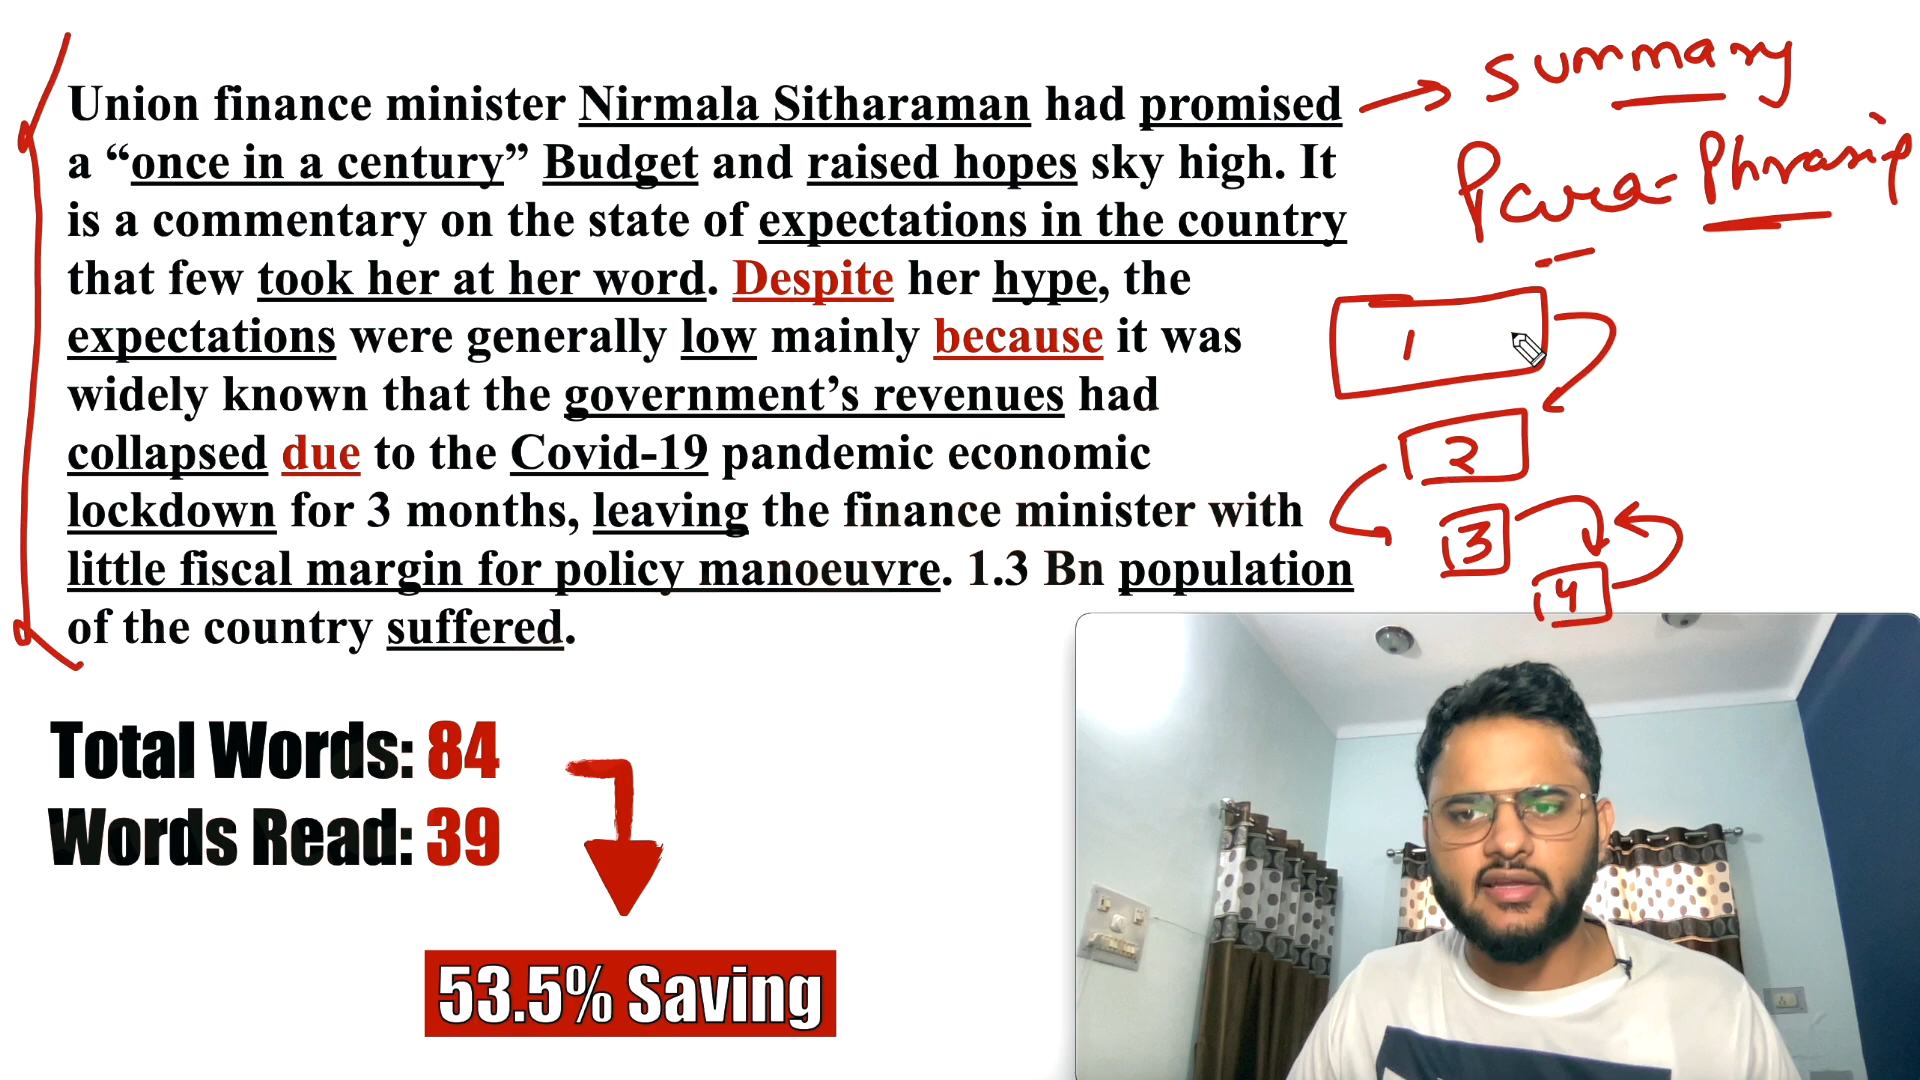 Union finance minister Nirmala Sitharaman had promised
a “once in a century” Budget and raised hopes sky high. It
is a commentary on the state of expectations in the country
that few took her at her word. Despite her hype, the
expectations were generally low mainly because it was
widely known that the government’s revenues had
collapsed due to the Covid-19 pandemic economic
lockdown for 3 months, leaving the finance minister with
little fiscal margin for policy manoeuvre. 1.3 Bn population
of the country suffered.
summary
Para-Phrasing
1
2
3
4
Total Words: 84
Words Read: 39
53.5% Saving